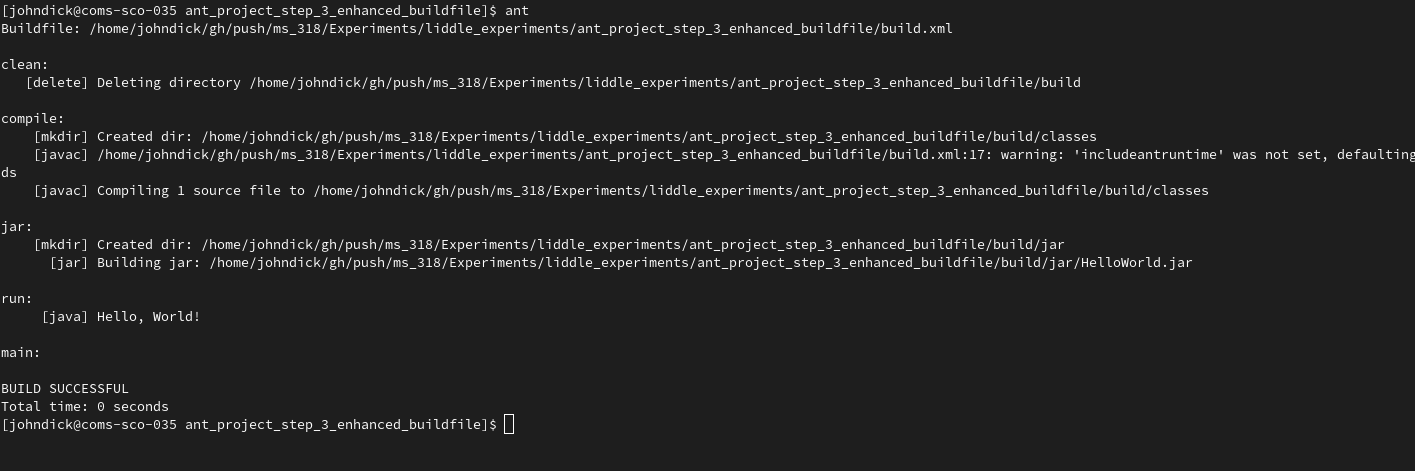 [johndick@coms-sco-035 ant_project_step_3_enhanced_buildfile]$ ant
Buildfile: /home/johndick/gh/push/ms_318/Experiments/liddle_experiments/ant_project_step_3_enhanced_buildfile/build.xml
clean:
[delete] Deleting directory /home/johndick/gh/push/ms_318/Experiments/liddle_experiments/ant_project_step_3_enhanced_buildfile/build
compile:
[mkdir] Created dir: /home/johndick/gh/push/ms_318/Experiments/liddle_experiments/ant_project_step_3_enhanced_buildfile/build/classes
[javac] /home/johndick/gh/push/ms_318/Experiments/liddle_experiments/ant_project_step_3_enhanced_buildfile/build.xml:17: warning: 'includeantruntime' was not set, defaulting
ds
[javac] Compiling 1 source file to /home/johndick/gh/push/ms_318/Experiments/liddle_experiments/ant_project_step_3_enhanced_buildfile/build/classes
jar:
[mkdir] Created dir: /home/johndick/gh/push/ms_318/Experiments/liddle_experiments/ant_project_step_3_enhanced_buildfile/build/jar
[jar] Building jar: /home/johndick/gh/push/ms_318/Experiments/liddle_experiments/ant_project_step_3_enhanced_buildfile/build/jar/HelloWorld.jar
run:
[java] Hello, World!
main:
BUILD SUCCESSFUL
Total time: 0 seconds
[johndick@coms-sco-035 ant_project_step_3_enhanced_buildfile]$